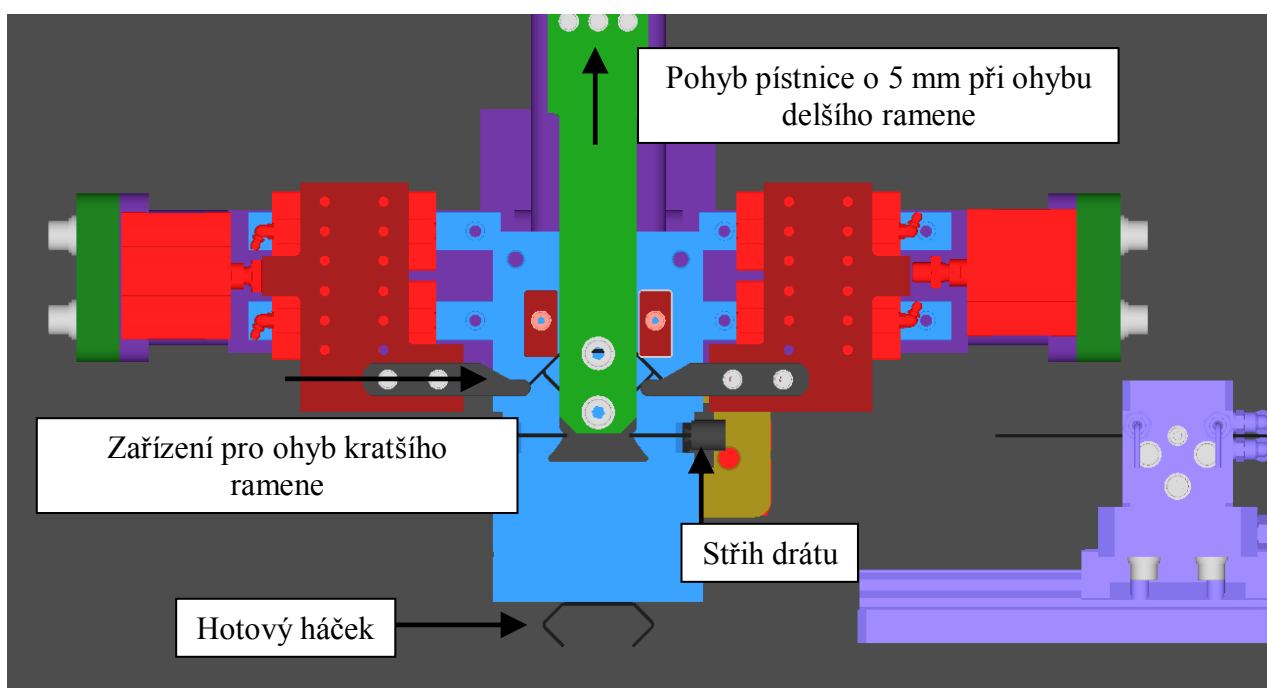 Pohyb pístnice o 5 mm při ohybu
delšího ramene
Zařízení pro ohyb kratšího
ramene
Střih drátu
Hotový háček